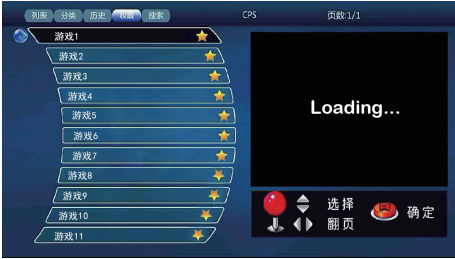 列表 分类 历史 收藏 搜索 CPS 页数:1/1
游戏1
游戏2
游戏3
游戏4
游戏5
游戏6
游戏7
游戏8
游戏9
游戏10
游戏11
Loading...
选择
翻页
确定